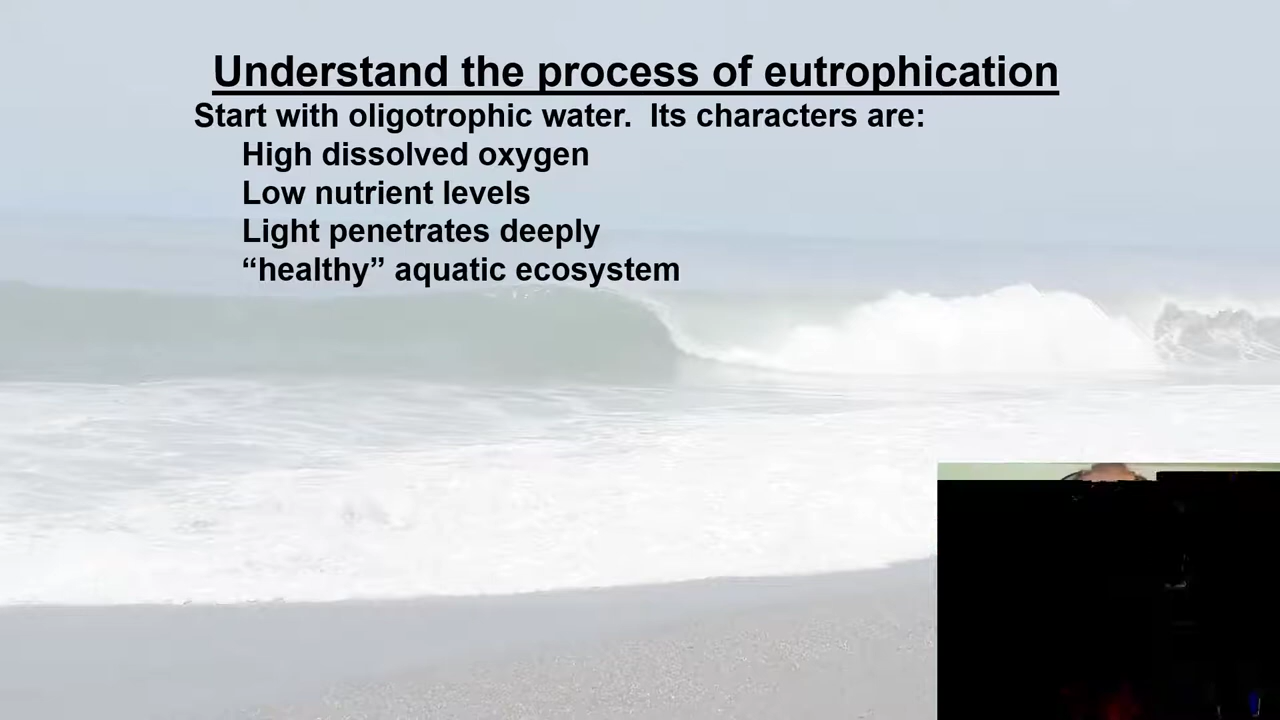 Understand the process of eutrophication
Start with oligotrophic water.  Its characters are:
High dissolved oxygen
Low nutrient levels
Light penetrates deeply
“healthy” aquatic ecosystem